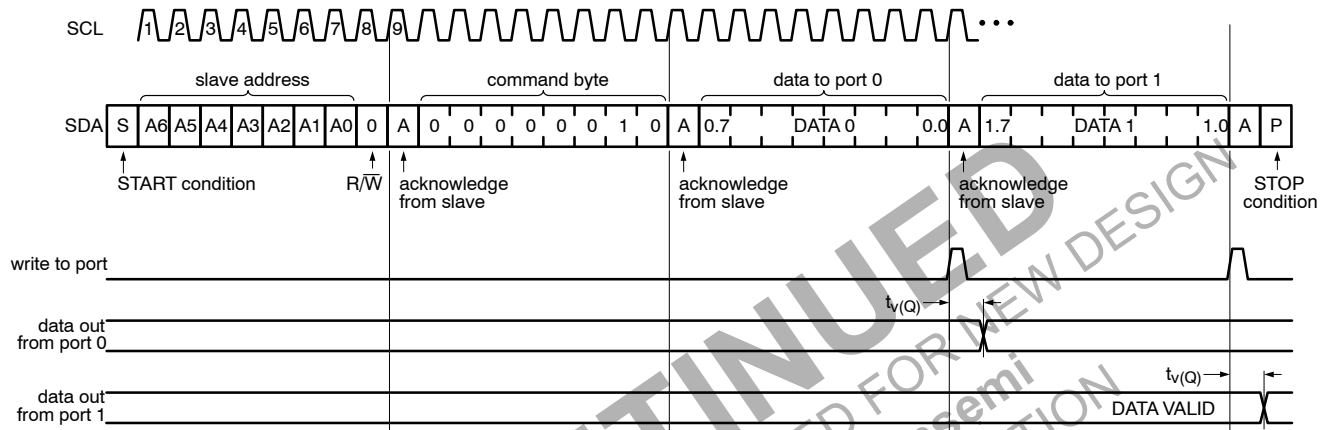 SCL 1 2 3 4 5 6 7 8 9 •••
slave address command byte data to port 0 data to port 1
SDA S A6 A5 A4 A3 A2 A1 A0 0 A 0 0 0 0 0 0 1 0 A 0.7 DATA 0 0.0 A 1.7 DATA 1 1.0 A P
START condition R/W̅ acknowledge from slave acknowledge from slave acknowledge from slave STOP condition
write to port
tv(Q)
data out from port 0
tv(Q)
data out from port 1 DATA VALID
TINUED
ED FOR NEW DESIGN
semi
TION